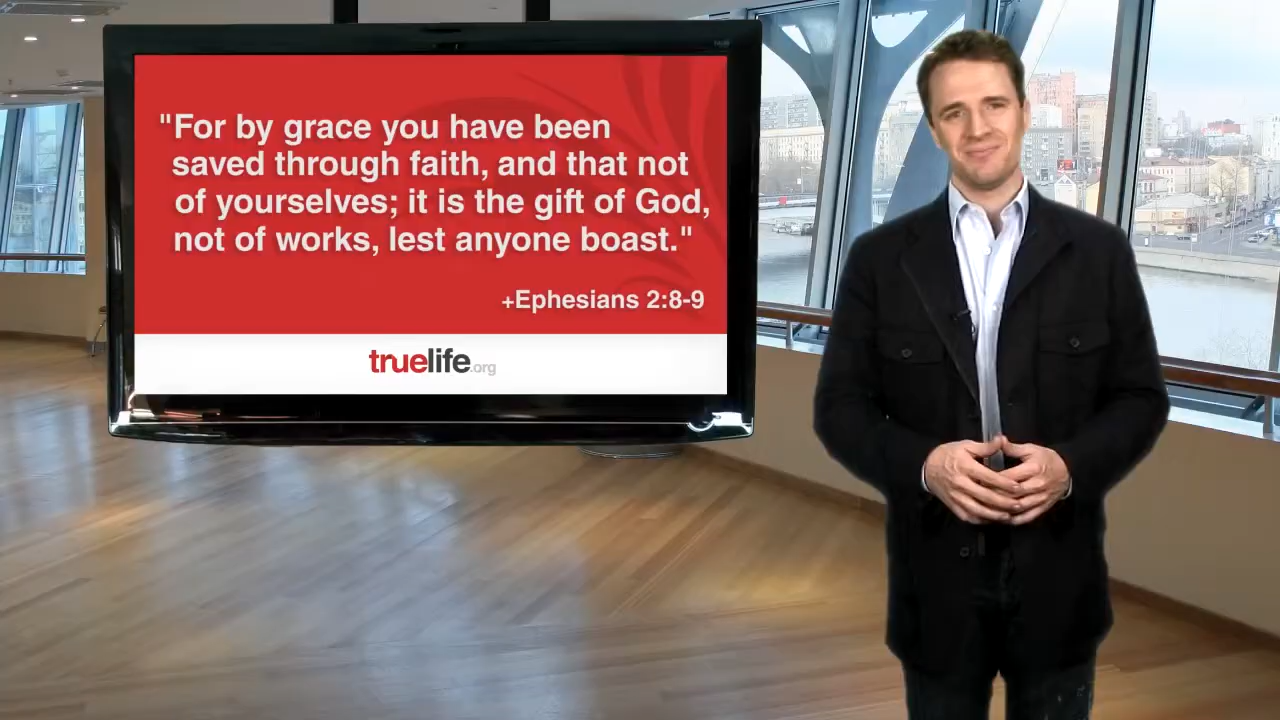 "For by grace you have been
saved through faith, and that not
of yourselves; it is the gift of God,
not of works, lest anyone boast."
+Ephesians 2:8-9
truelife.org